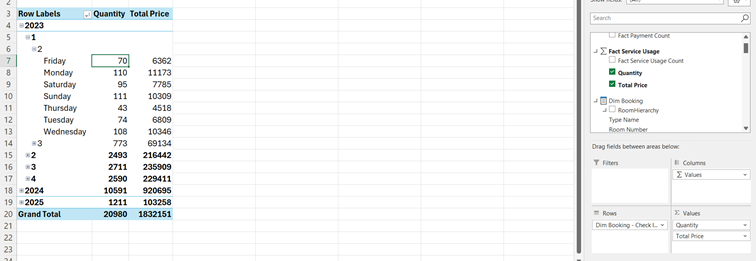 3 Row Labels Quantity Total Price
4 2023
5 1
6 2
7 Friday 70 6362
8 Monday 110 11173
9 Saturday 95 7785
10 Sunday 111 10309
11 Thursday 43 4518
12 Tuesday 74 6809
13 Wednesday 108 10346
14 3 773 69134
15 2 2493 216442
16 3 2711 235909
17 4 2590 229411
18 2024 10591 920695
19 2025 1211 103258
20 Grand Total 20980 1832151
21
22
23
Search
Fact Payment Count
Σ Fact Service Usage
Fact Service Usage Count
Quantity
Total Price
Dim Booking
RoomHierarchy
Type Name
Room Number
Drag fields between areas below:
Filters
Columns
Σ Values
Rows
Dim Booking - Check I...
Σ Values
Quantity
Total Price